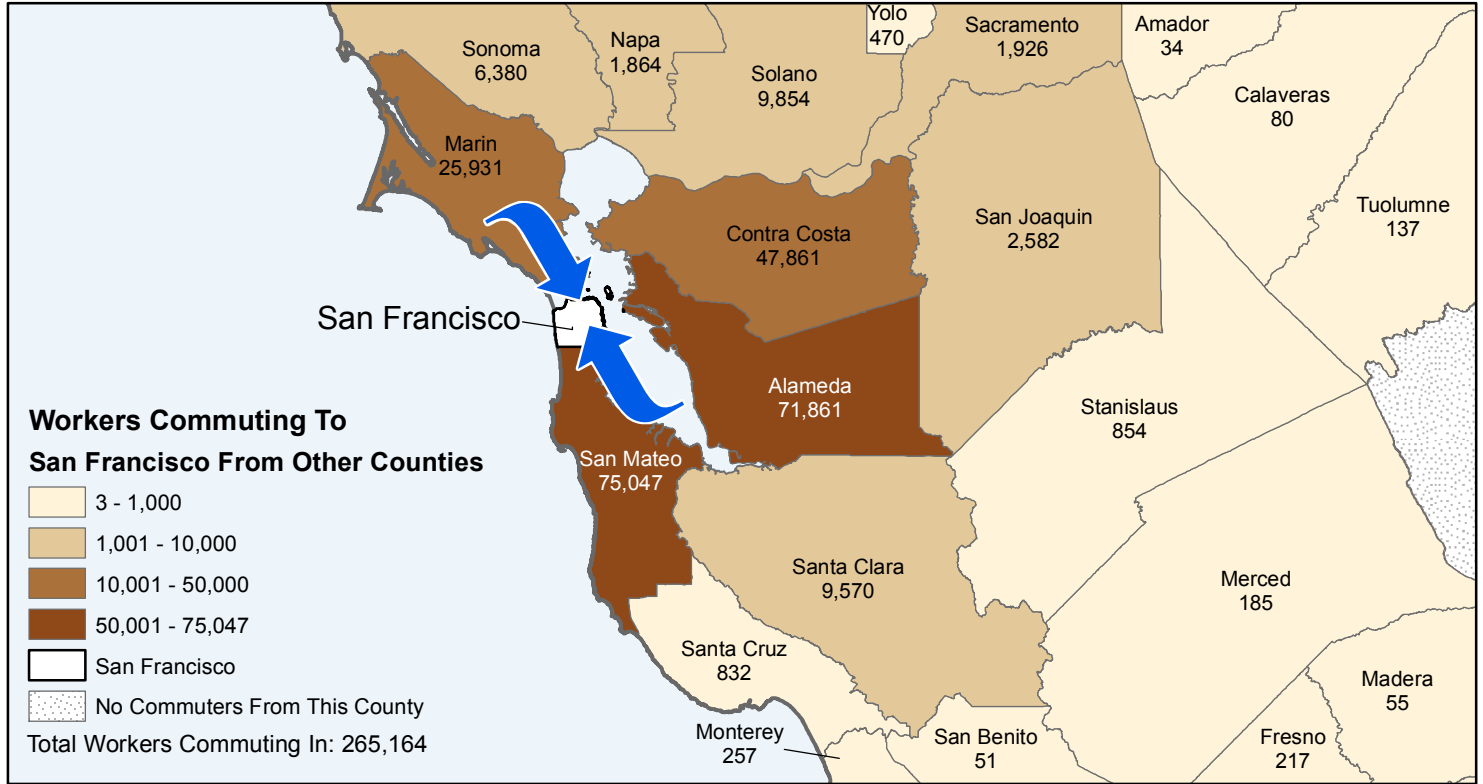 Yolo
470
Sacramento
1,926
Amador
34
Sonoma
6,380
Napa
1,864
Solano
9,854
Calaveras
80
Marin
25,931
Tuolumne
137
San Joaquin
2,582
Contra Costa
47,861
San Francisco
Alameda
71,861
Stanislaus
854
San Mateo
75,047
Santa Clara
9,570
Merced
185
Santa Cruz
832
Madera
55
Monterey
257
San Benito
51
Fresno
217
Workers Commuting To
San Francisco From Other Counties
3 - 1,000
1,001 - 10,000
10,001 - 50,000
50,001 - 75,047
San Francisco
No Commuters From This County
Total Workers Commuting In: 265,164